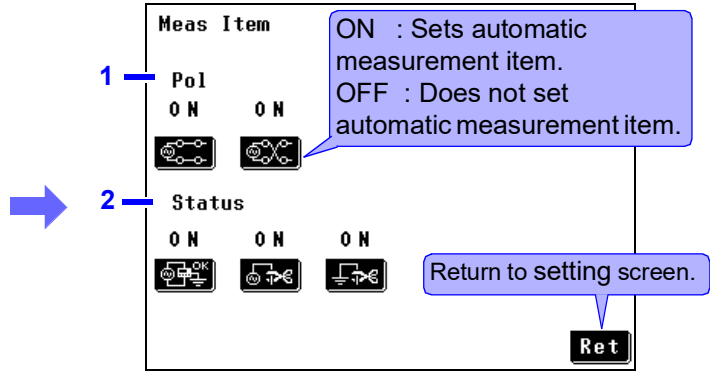 Meas Item
ON : Sets automatic
measurement item.
OFF : Does not set
automatic measurement item.
1
Pol
ON ON
2
Status
ON ON ON
OK
Return to setting screen.
Ret